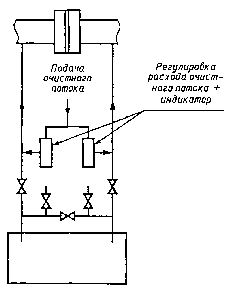 Подача
очистного
потока
Регулировка
расхода очист-
ного потока +
индикатор